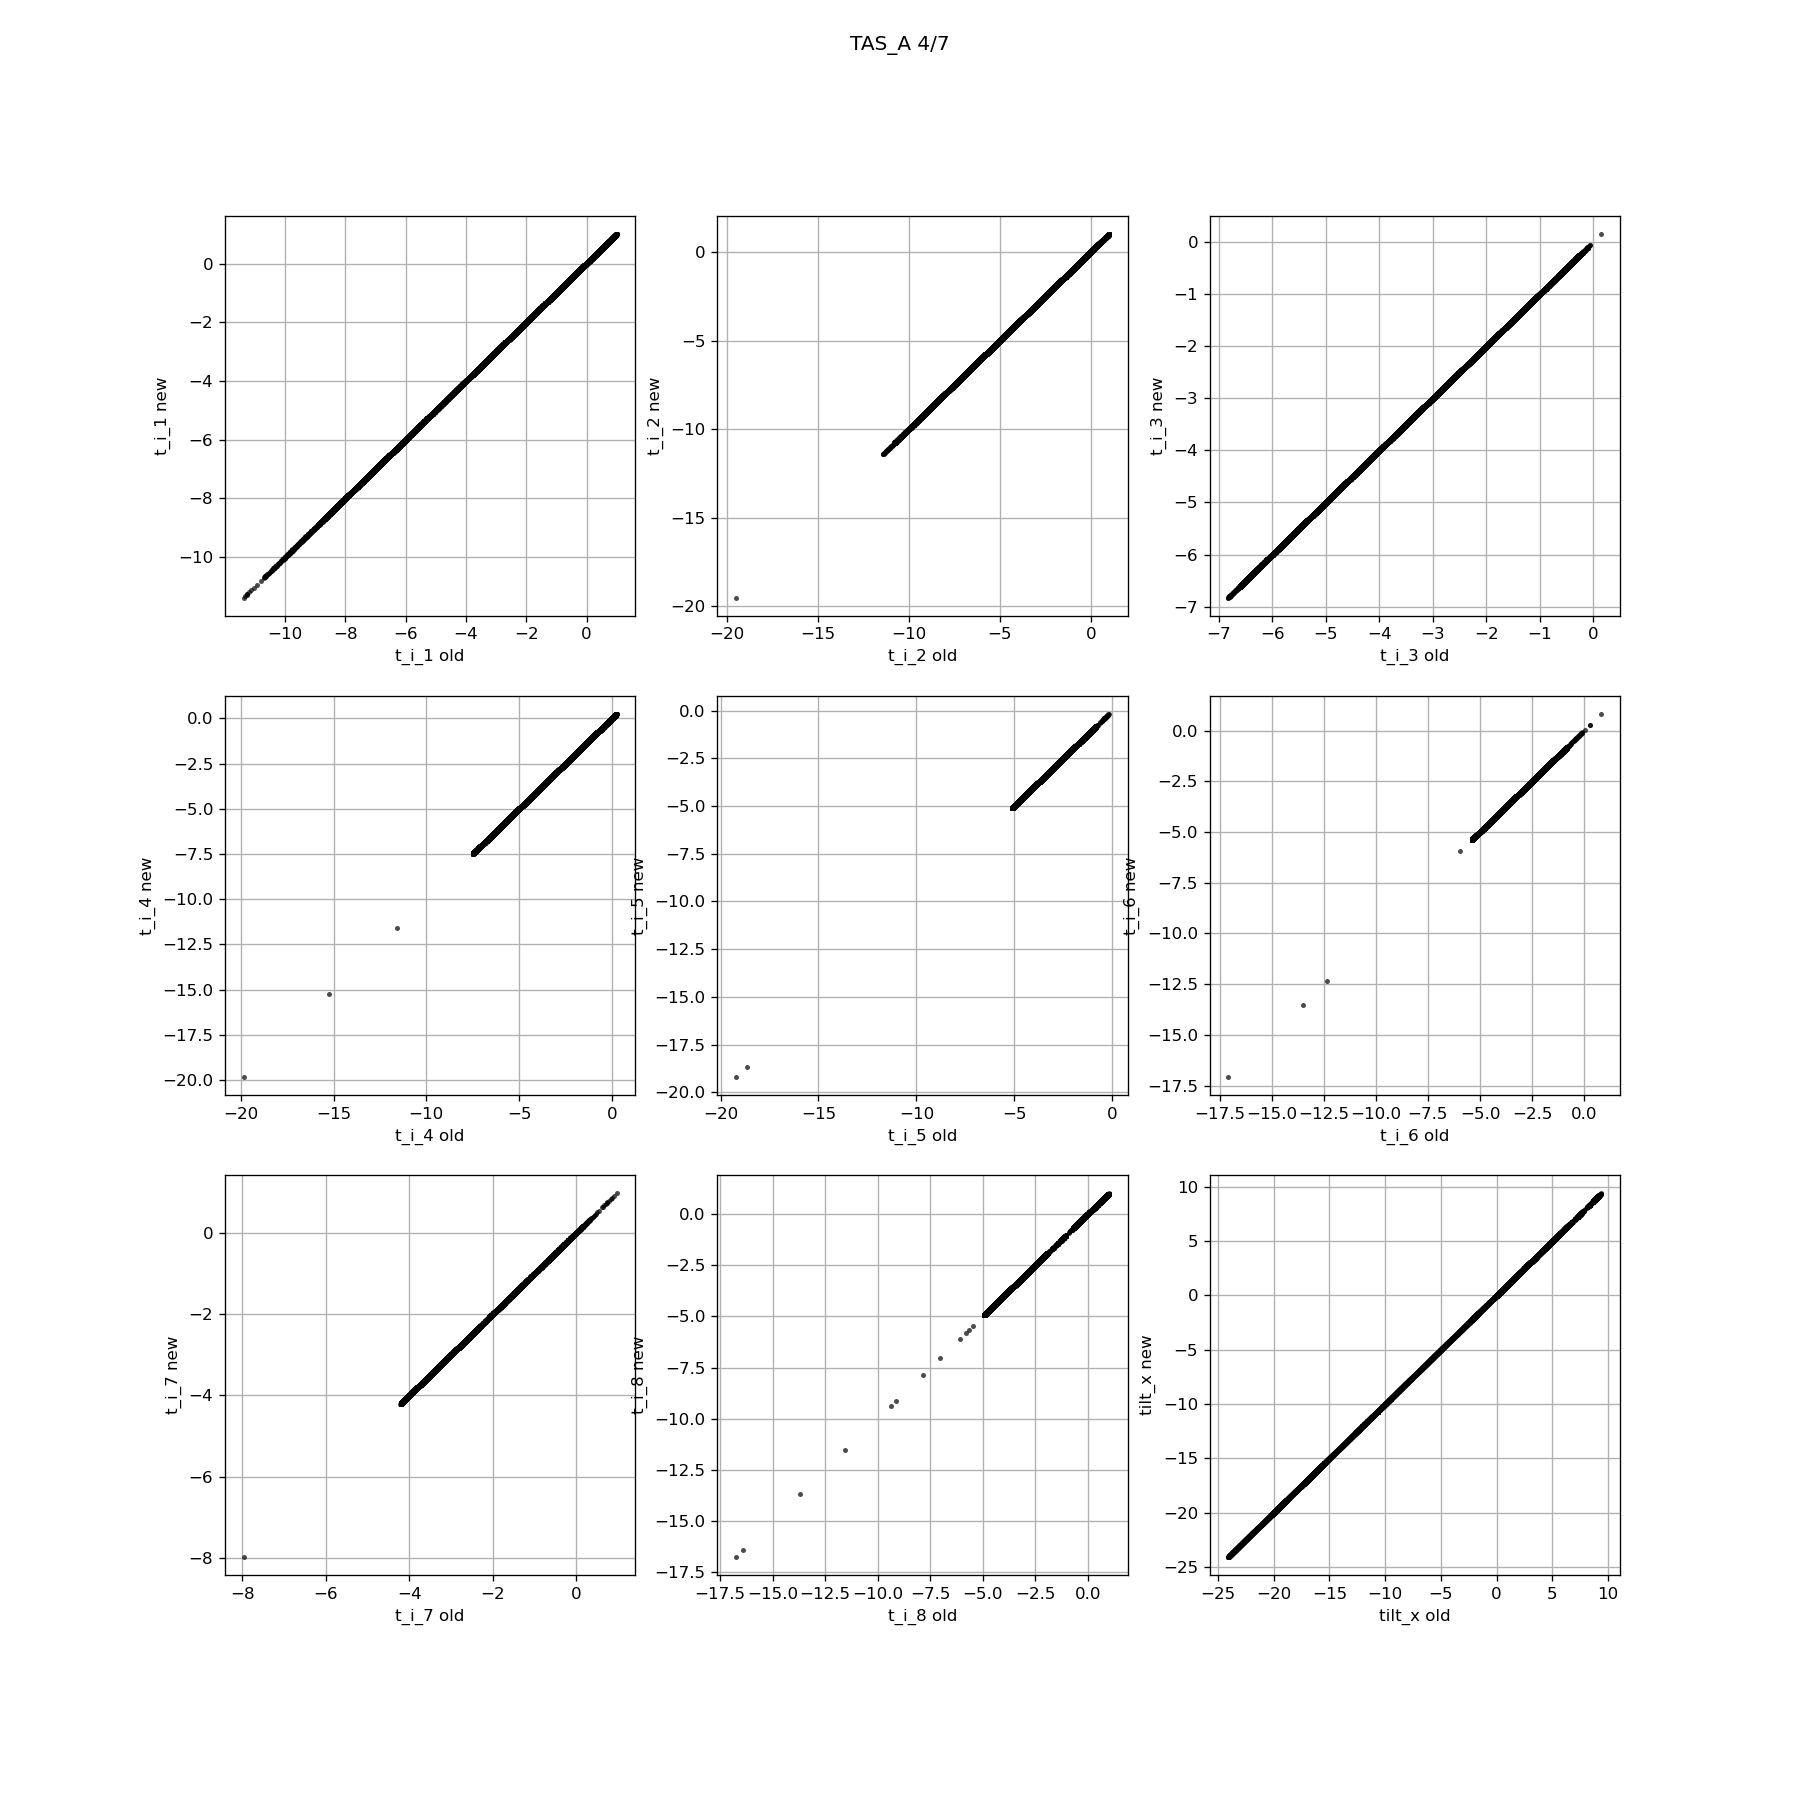 TAS_A 4/7
t_i_1 new
0
−2
−4
−6
−8
−10
−10 −8 −6 −4 −2 0
t_i_1 old
t_i_2 new
0
−5
−10
−15
−20
−20 −15 −10 −5 0
t_i_2 old
t_i_3 new
0
−1
−2
−3
−4
−5
−6
−7
−7 −6 −5 −4 −3 −2 −1 0
t_i_3 old
t_i_4 new
0.0
−2.5
−5.0
−7.5
−10.0
−12.5
−15.0
−17.5
−20.0
−20 −15 −10 −5 0
t_i_4 old
t_i_5 new
0.0
−2.5
−5.0
−7.5
−10.0
−12.5
−15.0
−17.5
−20.0
−20 −15 −10 −5 0
t_i_5 old
t_i_6 new
0.0
−2.5
−5.0
−7.5
−10.0
−12.5
−15.0
−17.5
−17.5 −15.0 −12.5 −10.0 −7.5 −5.0 −2.5 0.0
t_i_6 old
t_i_7 new
0
−2
−4
−6
−8
−8 −6 −4 −2 0
t_i_7 old
t_i_8 new
0.0
−2.5
−5.0
−7.5
−10.0
−12.5
−15.0
−17.5
−17.5 −15.0 −12.5 −10.0 −7.5 −5.0 −2.5 0.0
t_i_8 old
tilt_x new
10
5
0
−5
−10
−15
−20
−25
−25 −20 −15 −10 −5 0 5 10
tilt_x old